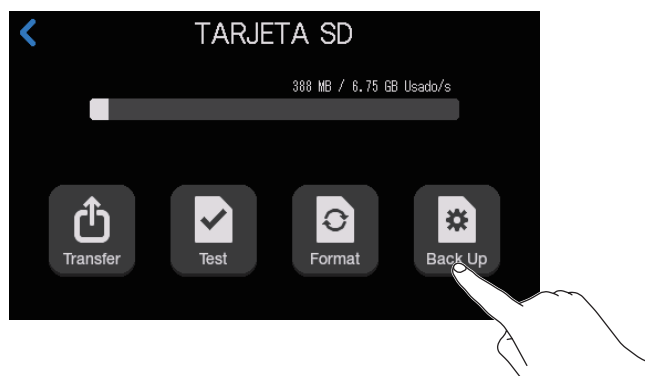 TARJETA SD
388 MB / 6.75 GB Usado/s
Transfer
Test
Format
Back Up